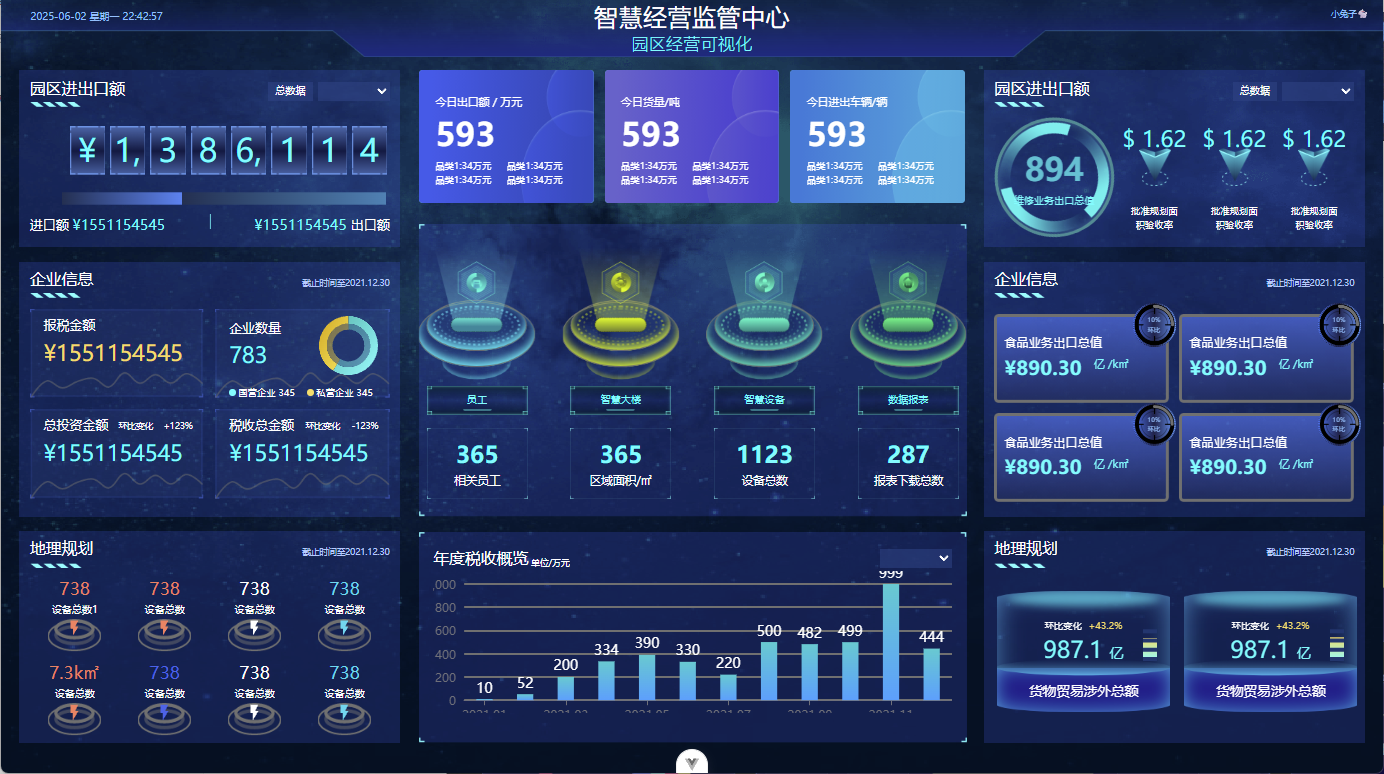 2025-06-02 星期一 22:42:57
智慧经营监管中心
小兔子
园区经营可视化
园区进出口额
总数据
¥ 1,386,114
进口额 ¥1551154545
¥1551154545 出口额
企业信息
截止时间至2021.12.30
报税金额
¥1551154545
企业数量
783
国营企业 345
私营企业 345
总投资金额 环比变化 +123%
¥1551154545
税收总金额 环比变化 -123%
¥1551154545
地理规划
截止时间至2021.12.30
738
设备总数1
738
设备总数
738
设备总数
738
设备总数
7.3km²
设备总数
738
设备总数
738
设备总数
738
设备总数
今日出口额 / 万元
593
品类1:34万元 品类1:34万元
品类1:34万元 品类1:34万元
今日货量/吨
593
品类1:34万元 品类1:34万元
品类1:34万元 品类1:34万元
今日进出车辆/辆
593
品类1:34万元 品类1:34万元
品类1:34万元 品类1:34万元
员工
智慧大楼
智慧设备
数据报表
365
相关员工
365
区域面积/㎡
1123
设备总数
287
报表下载总数
年度税收概览 单位/万元
000
800
600
400
200
0
10
52
200
334
390
330
220
500
482
499
999
444
2021-01
2021-03
2021-05
2021-07
2021-09
2021-11
园区进出口额
总数据
894
维修业务出口总值
$ 1.62
批准规划面
积验收率
$ 1.62
批准规划面
积验收率
$ 1.62
批准规划面
积验收率
企业信息
截止时间至2021.12.30
10%
环比
食品业务出口总值
¥890.30 亿 /km²
10%
环比
食品业务出口总值
¥890.30 亿 /km²
10%
环比
食品业务出口总值
¥890.30 亿 /km²
10%
环比
食品业务出口总值
¥890.30 亿 /km²
地理规划
截止时间至2021.12.30
环比变化 +43.2%
987.1 亿
货物贸易涉外总额
环比变化 +43.2%
987.1 亿
货物贸易涉外总额